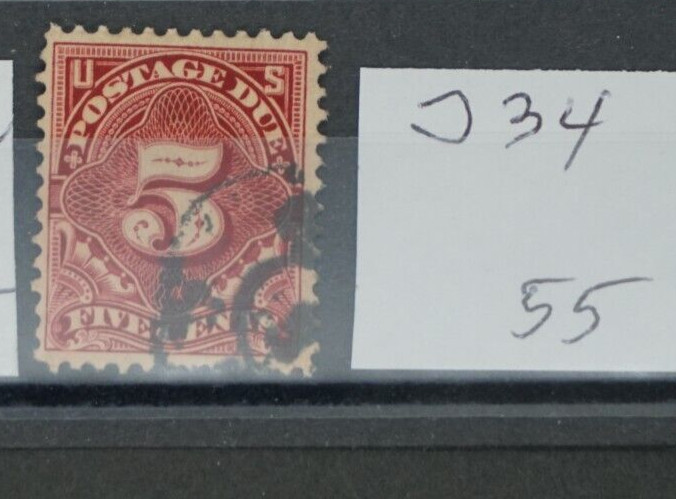 U S
POSTAGE DUE
5
FIVE CENTS
J34
55